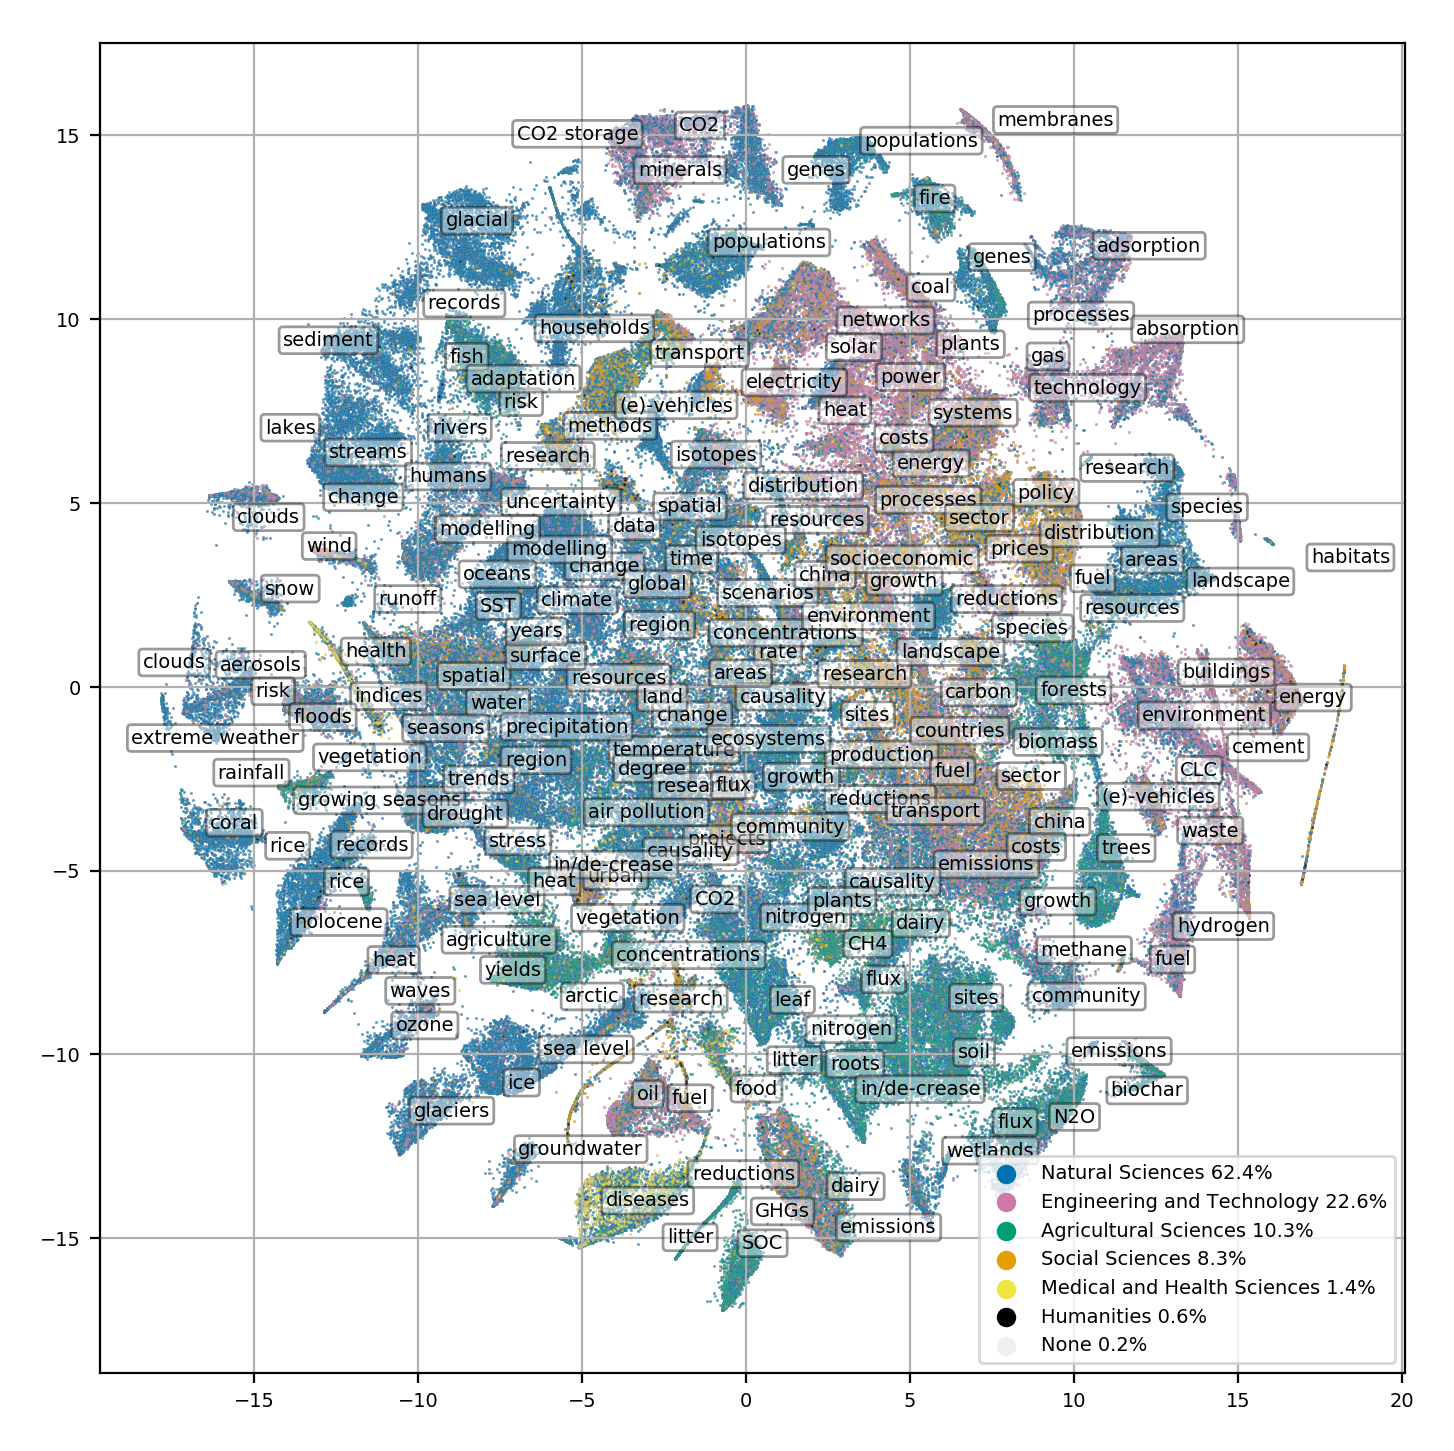 15
10
5
0
−5
−10
−15
membranes
CO2
CO2 storage
populations
minerals
genes
fire
glacial
populations
adsorption
genes
coal
records
processes
networks
households
absorption
sediment
solar
plants
transport
fish
gas
adaptation
electricity
power
technology
risk
(e)-vehicles
heat
systems
lakes
rivers
methods
costs
streams
research
isotopes
energy
research
humans
distribution
change
uncertainty
spatial
processes
policy
species
clouds
modelling
data
resources
sector
isotopes
distribution
wind
modelling
change
time
socioeconomic
prices
areas
habitats
oceans
global
china
growth
fuel
landscape
snow
runoff
SST
climate
scenarios
reductions
resources
years
region
environment
concentrations
species
health
surface
rate
landscape
clouds
aerosols
spatial
resources
areas
research
buildings
risk
indices
water
land
causality
carbon
forests
energy
floods
seasons
precipitation
change
sites
environment
extreme weather
ecosystems
countries
biomass
cement
vegetation
region
temperature
production
rainfall
trends
degree
research
flux
growth
fuel
sector
CLC
growing seasons
drought
air pollution
reductions
transport
(e)-vehicles
coral
rice
records
stress
projects
community
china
waste
in/de-crease
causality
costs
trees
rice
heat
urban
causality
emissions
holocene
sea level
vegetation
CO2
nitrogen
plants
dairy
growth
hydrogen
agriculture
concentrations
CH4
methane
fuel
heat
yields
flux
waves
arctic
research
leaf
sites
community
ozone
nitrogen
sea level
litter
roots
soil
emissions
ice
food
in/de-crease
biochar
glaciers
oil
fuel
flux
N2O
groundwater
wetlands
reductions
diseases
dairy
GHGs
litter
emissions
SOC
Natural Sciences 62.4%
Engineering and Technology 22.6%
Agricultural Sciences 10.3%
Social Sciences 8.3%
Medical and Health Sciences 1.4%
Humanities 0.6%
None 0.2%
−15
−10
−5
0
5
10
15
20